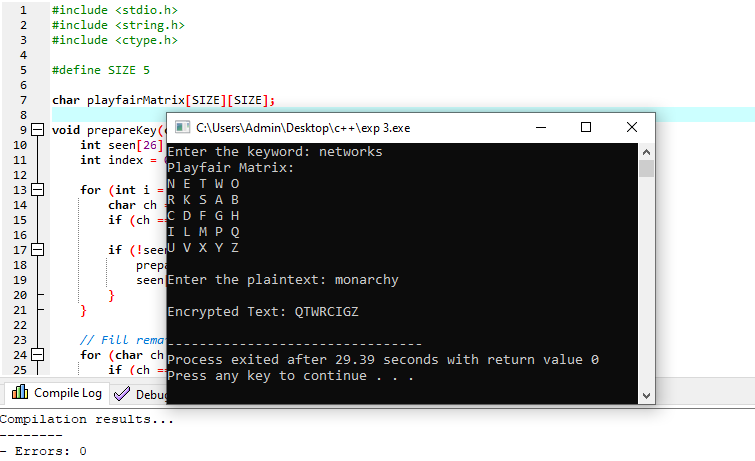 1 #include <stdio.h>
2 #include <string.h>
3 #include <ctype.h>
4
5 #define SIZE 5
6
7 char playfairMatrix[SIZE][SIZE];
8
9 void prepareKey(
10 int seen[26]
11 int index =
12
13 for (int i =
14 char ch
15 if (ch ==
16
17 if (!seen
18 prepa
19 seen[
20 }
21 }
22
23 // Fill rema
24 for (char ch
25 if (ch ==
C:\Users\Admin\Desktop\c++\exp 3.exe
Enter the keyword: networks
Playfair Matrix:
N E T W O
R K S A B
C D F G H
I L M P Q
U V X Y Z
Enter the plaintext: monarchy
Encrypted Text: QTWRCIGZ
--------------------------------
Process exited after 29.39 seconds with return value 0
Press any key to continue . . .
Compile Log Debu
Compilation results...
--------
- Errors: 0